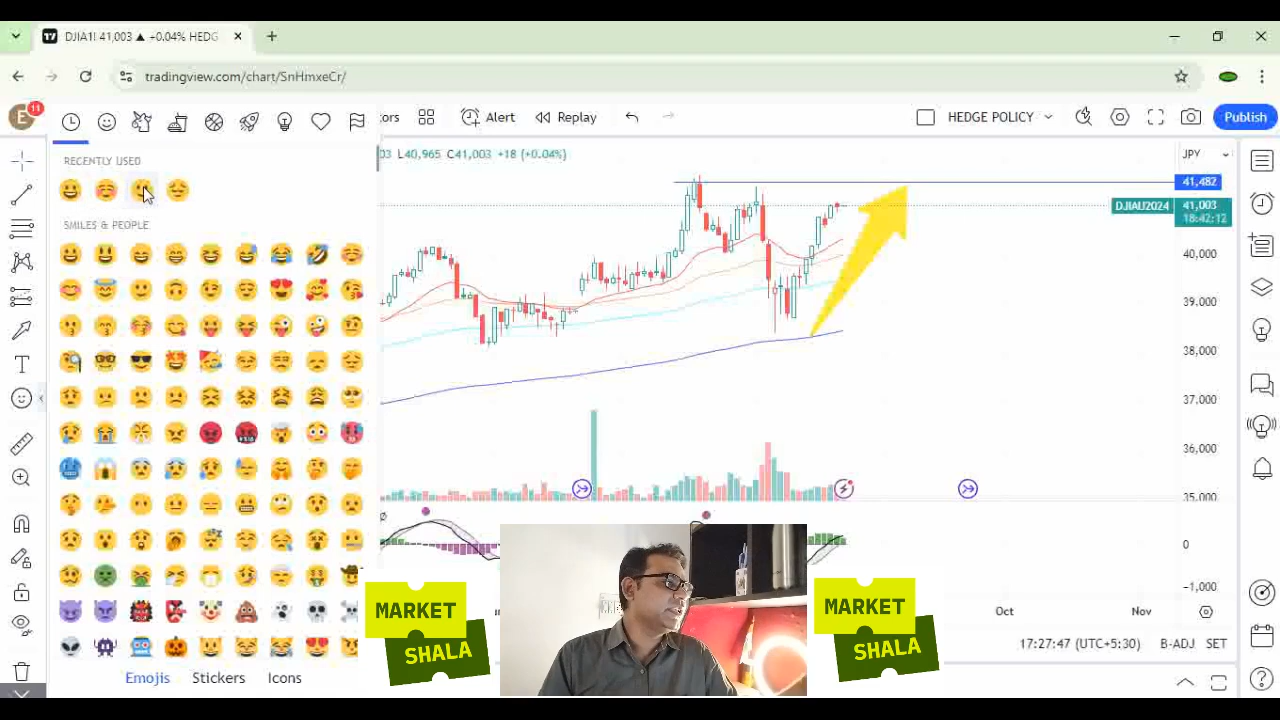 DJIA1! 41,003 ▲ +0.04% HEDG
tradingview.com/chart/SnHmxeCr/
E
11
ors
Alert
Replay
HEDGE POLICY
Publish
RECENTLY USED
03 L40,965 C41,003 +18 (+0.04%)
JPY
41,482
DJIAU2024 41,003
18:42:12
SMILES & PEOPLE
40,000
39,000
38,000
37,000
36,000
35,000
0
-1,000
MARKET
SHALA
MARKET
SHALA
Oct
Nov
17:27:47 (UTC+5:30)
B-ADJ
SET
Emojis
Stickers
Icons